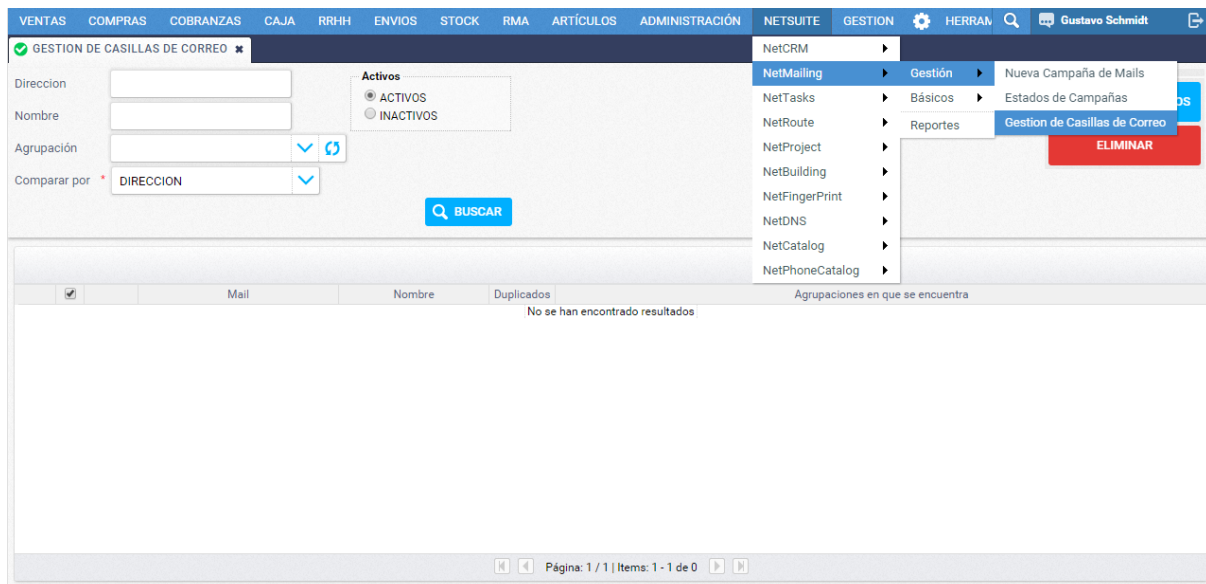 VENTAS COMPRAS COBRANZAS CAJA RRHH ENVIOS STOCK RMA ARTÍCULOS ADMINISTRACIÓN NETSUITE GESTION HERRAM Gustavo Schmidt
GESTION DE CASILLAS DE CORREO
NetCRM
NetMailing
NetTasks
NetRoute
NetProject
NetBuilding
NetFingerPrint
NetDNS
NetCatalog
NetPhoneCatalog
Gestión
Básicos
Reportes
Nueva Campaña de Mails
Estados de Campañas
Gestion de Casillas de Correo
Direccion
Nombre
Agrupación
Comparar por * DIRECCION
Activos
ACTIVOS
INACTIVOS
OS
ELIMINAR
BUSCAR
Mail Nombre Duplicados Agrupaciones en que se encuentra
No se han encontrado resultados
Página: 1 / 1 | Items: 1 - 1 de 0